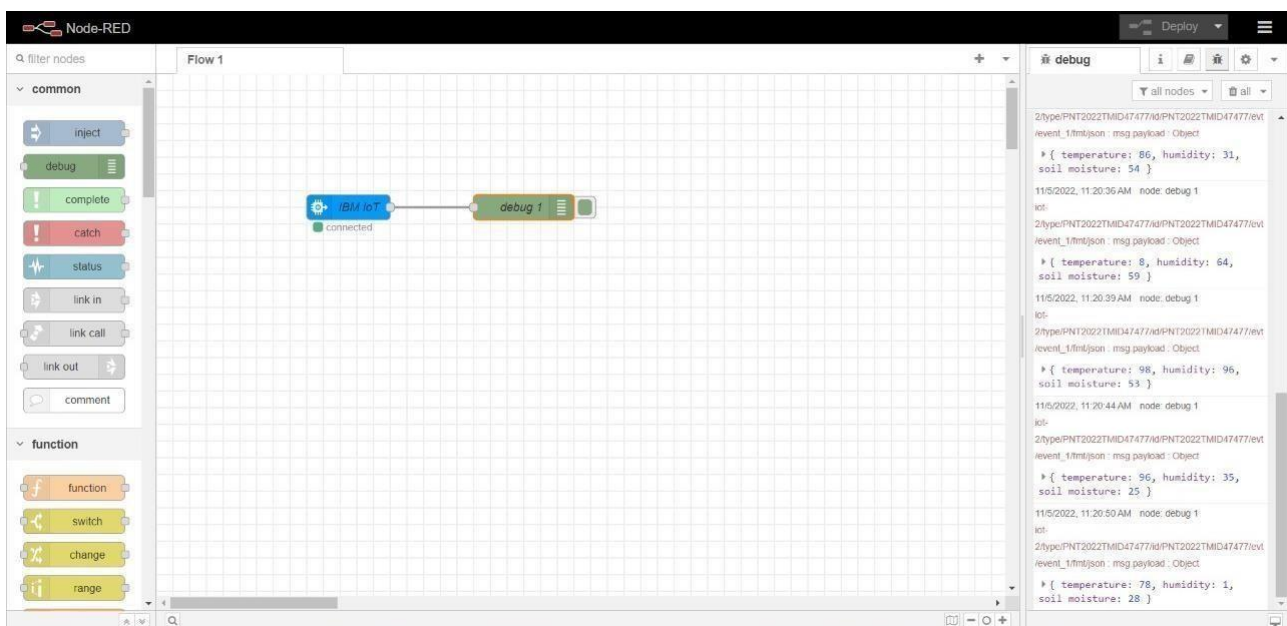 Node-RED
Deploy
filter nodes
Flow 1
debug
i
all nodes
all
common
inject
debug
complete
catch
status
link in
link call
link out
comment
function
function
switch
change
range
IBM IoT
connected
debug 1
2/type/PNT2022TMID47477/id/PNT2022TMID47477/evt
/event_1/fmt/json : msg.payload : Object
{ temperature: 86, humidity: 31,
soil moisture: 54 }
11/5/2022, 11:20:36 AM node: debug 1
iot-
2/type/PNT2022TMID47477/id/PNT2022TMID47477/evt
/event_1/fmt/json : msg.payload : Object
{ temperature: 8, humidity: 64,
soil moisture: 59 }
11/5/2022, 11:20:39 AM node: debug 1
iot-
2/type/PNT2022TMID47477/id/PNT2022TMID47477/evt
/event_1/fmt/json : msg.payload : Object
{ temperature: 98, humidity: 96,
soil moisture: 53 }
11/5/2022, 11:20:44 AM node: debug 1
iot-
2/type/PNT2022TMID47477/id/PNT2022TMID47477/evt
/event_1/fmt/json : msg.payload : Object
{ temperature: 96, humidity: 35,
soil moisture: 25 }
11/5/2022, 11:20:50 AM node: debug 1
iot-
2/type/PNT2022TMID47477/id/PNT2022TMID47477/evt
/event_1/fmt/json : msg.payload : Object
{ temperature: 78, humidity: 1,
soil moisture: 28 }